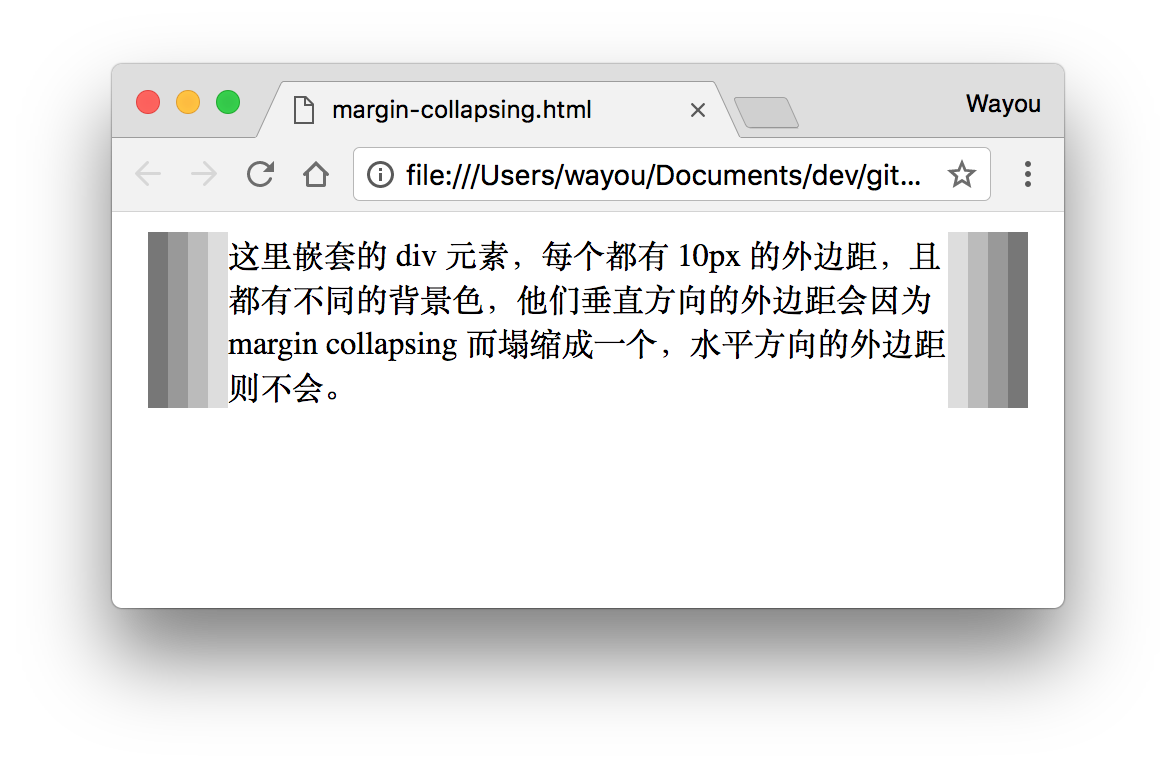 margin-collapsing.html
Wayou
file:///Users/wayou/Documents/dev/git...
这里嵌套的 div 元素，每个都有 10px 的外边距，且
都有不同的背景色，他们垂直方向的外边距会因为
margin collapsing 而塌缩成一个，水平方向的外边距
则不会。